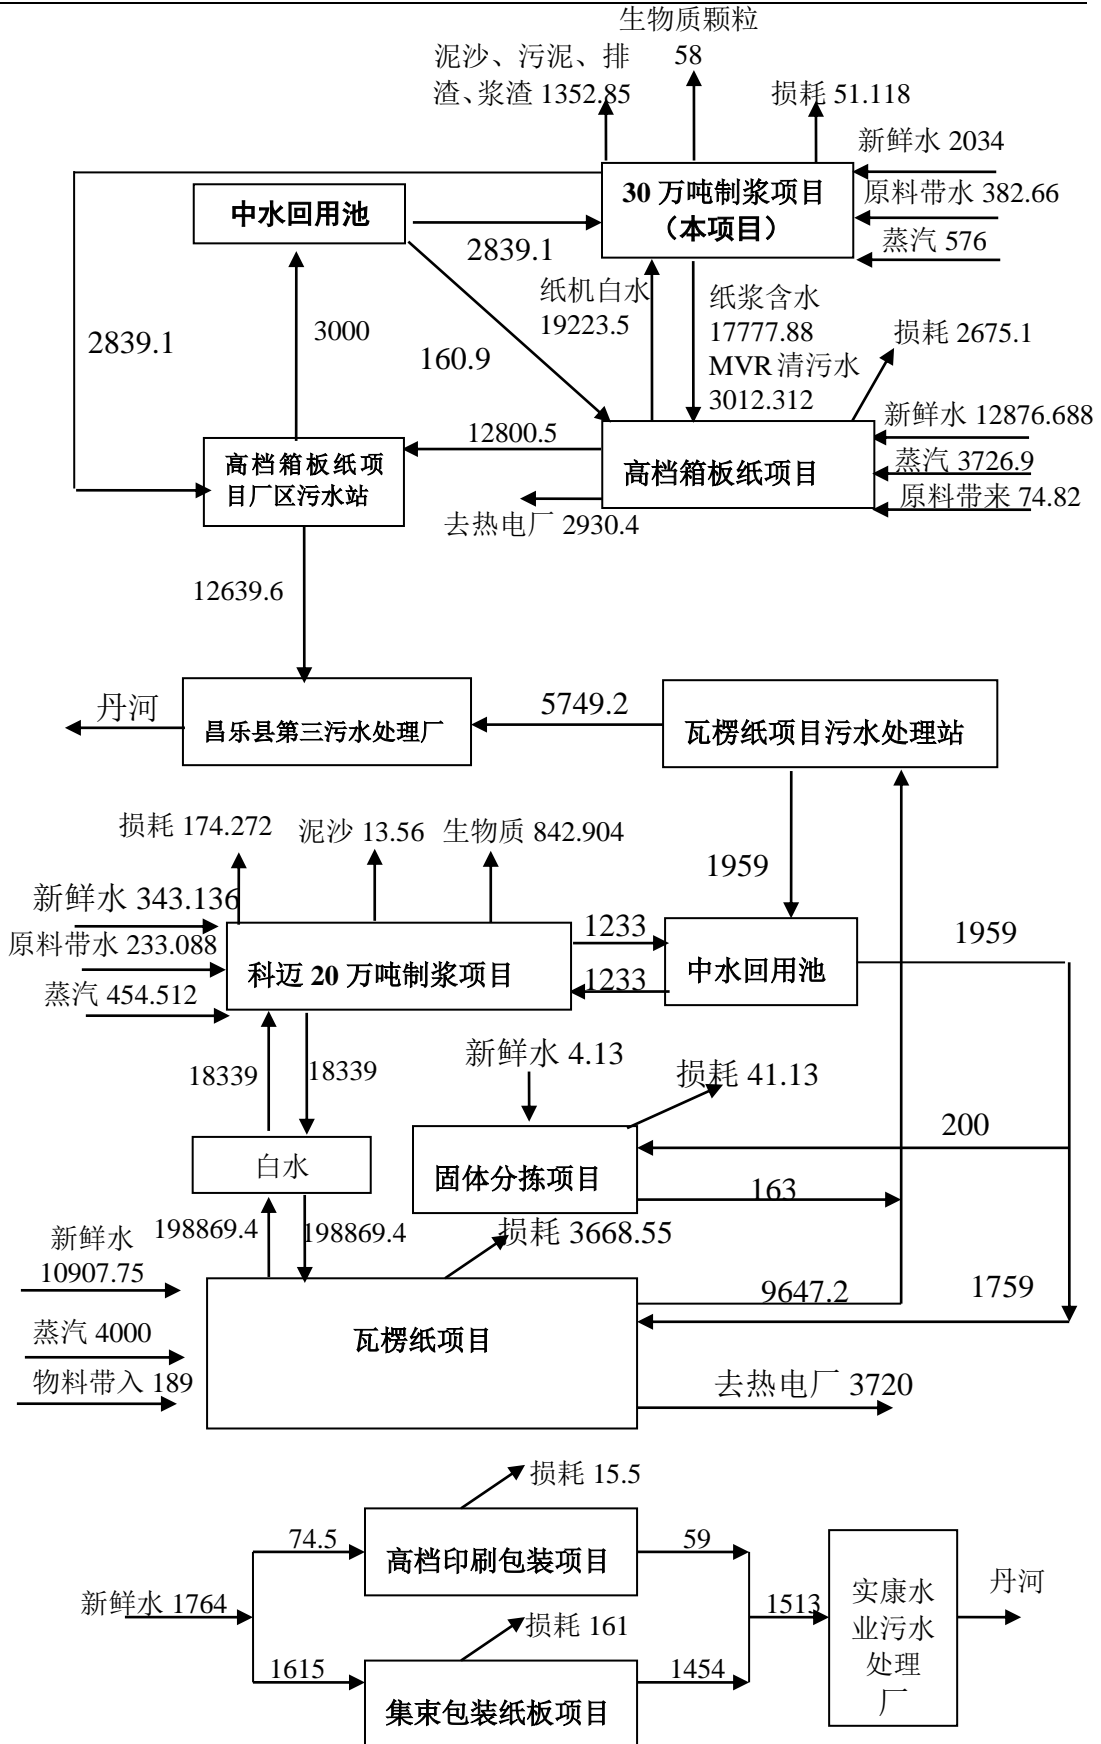 生物质颗粒
58
泥沙、污泥、排
渣、浆渣 1352.85
损耗 51.118
新鲜水 2034
30 万吨制浆项目
（本项目）
原料带水 382.66
蒸汽 576
中水回用池
2839.1
纸机白水
19223.5
纸浆含水
17777.88
MVR 清污水
3012.312
2839.1
3000
160.9
损耗 2675.1
新鲜水 12876.688
12800.5
高档箱板纸项
目厂区污水站
高档箱板纸项目
蒸汽 3726.9
原料带来 74.82
去热电厂 2930.4
12639.6
丹河
昌乐县第三污水处理厂
5749.2
瓦楞纸项目污水处理站
损耗 174.272
泥沙 13.56
生物质 842.904
1959
新鲜水 343.136
原料带水 233.088
蒸汽 454.512
科迈 20 万吨制浆项目
1233
1233
中水回用池
1959
18339
18339
新鲜水 4.13
损耗 41.13
200
白水
固体分拣项目
163
198869.4
198869.4
损耗 3668.55
新鲜水
10907.75
9647.2
1759
蒸汽 4000
瓦楞纸项目
物料带入 189
去热电厂 3720
损耗 15.5
74.5
高档印刷包装项目
59
新鲜水 1764
1513
实康水
业污水
处理
厂
丹河
损耗 161
1615
1454
集束包装纸板项目